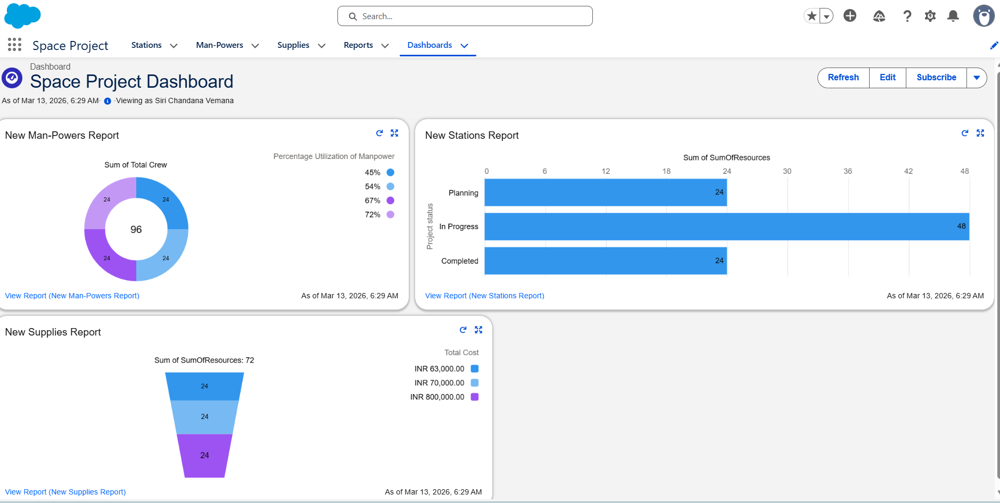 Search...
Space Project
Stations
Man-Powers
Supplies
Reports
Dashboards
Dashboard
Space Project Dashboard
As of Mar 13, 2026, 6:29 AM· ·Viewing as Siri Chandana Vemana
Refresh
Edit
Subscribe
New Man-Powers Report
Sum of Total Crew
Percentage Utilization of Manpower
45%
54%
67%
72%
24
24
96
24
24
View Report (New Man-Powers Report)
As of Mar 13, 2026, 6:29 AM
New Stations Report
Sum of SumOfResources
0 6 12 18 24 30 36 42 48
Project status
Planning 24
In Progress 48
Completed 24
View Report (New Stations Report)
As of Mar 13, 2026, 6:29 AM
New Supplies Report
Sum of SumOfResources: 72
24
24
24
Total Cost
INR 63,000.00
INR 70,000.00
INR 800,000.00
View Report (New Supplies Report)
As of Mar 13, 2026, 6:29 AM